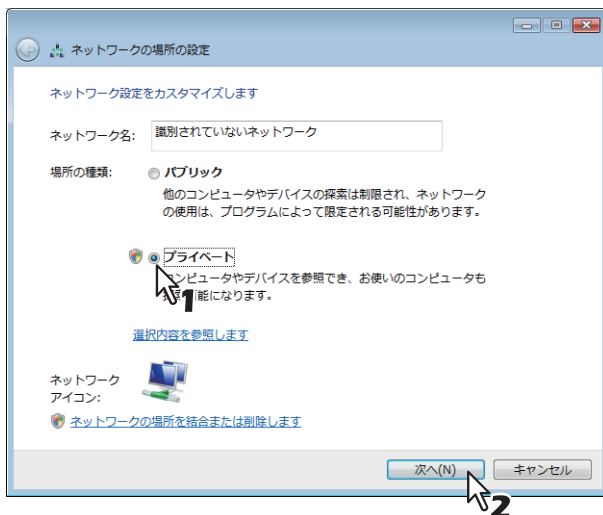 ネットワークの場所の設定
ネットワーク設定をカスタマイズします
ネットワーク名: 識別されていないネットワーク
場所の種類: パブリック
他のコンピュータやデバイスの探索は制限され、ネットワーク
の使用は、プログラムによって限定される可能性があります。
プライベート
コンピュータやデバイスを参照でき、お使いのコンピュータも
能になります。
1
選択内容を参照します
ネットワーク
アイコン:
ネットワークの場所を結合または削除します
次へ(N) キャンセル
2